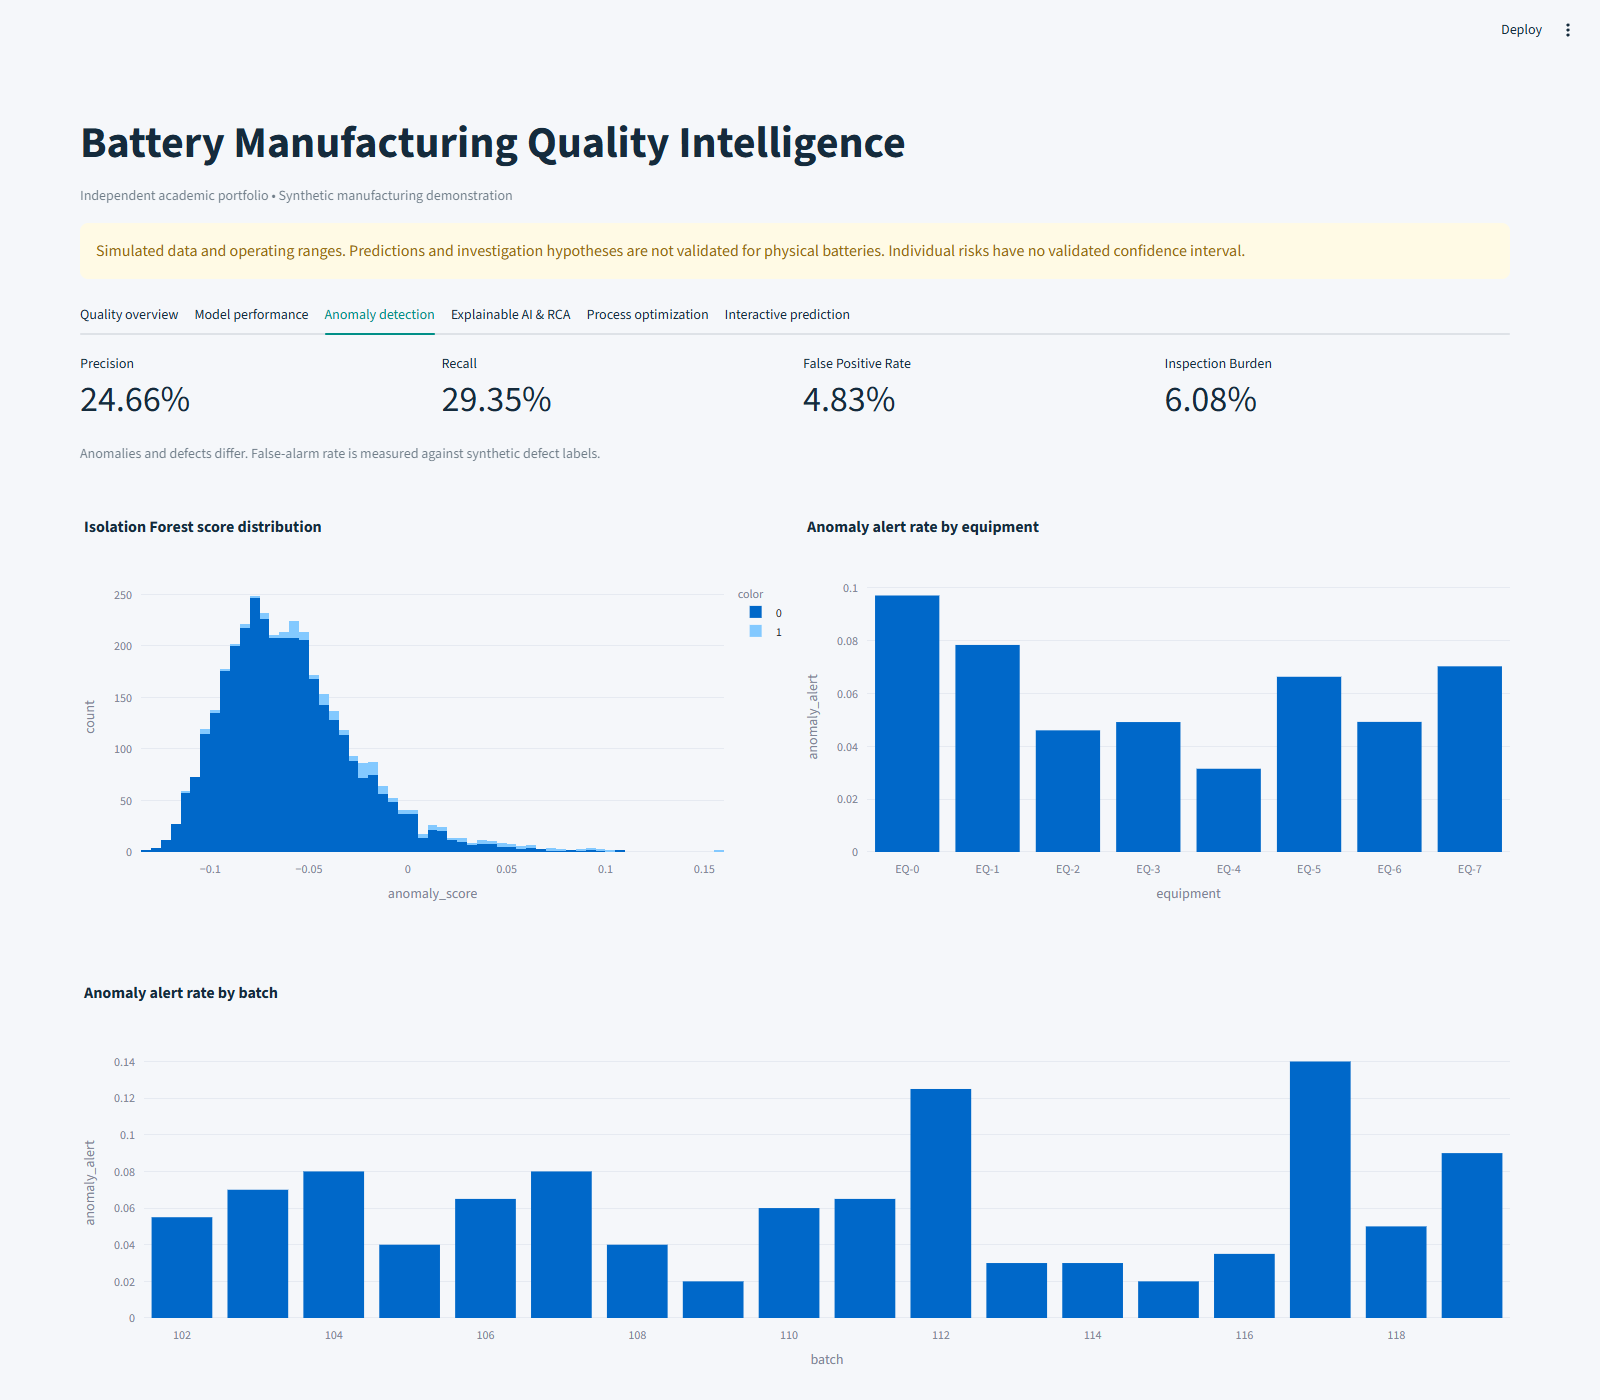 Deploy
Battery Manufacturing Quality Intelligence
Independent academic portfolio • Synthetic manufacturing demonstration
Simulated data and operating ranges. Predictions and investigation hypotheses are not validated for physical batteries. Individual risks have no validated confidence interval.
Quality overview Model performance Anomaly detection Explainable AI & RCA Process optimization Interactive prediction
Precision Recall False Positive Rate Inspection Burden
24.66% 29.35% 4.83% 6.08%
Anomalies and defects differ. False-alarm rate is measured against synthetic defect labels.
Isolation Forest score distribution
250
200
150
100
50
0
count
−0.1 −0.05 0 0.05 0.1 0.15
anomaly_score
color
0
1
Anomaly alert rate by equipment
0.1
0.08
0.06
0.04
0.02
0
anomaly_alert
EQ-0 EQ-1 EQ-2 EQ-3 EQ-4 EQ-5 EQ-6 EQ-7
equipment
Anomaly alert rate by batch
0.14
0.12
0.1
0.08
0.06
0.04
0.02
0
anomaly_alert
102 104 106 108 110 112 114 116 118
batch